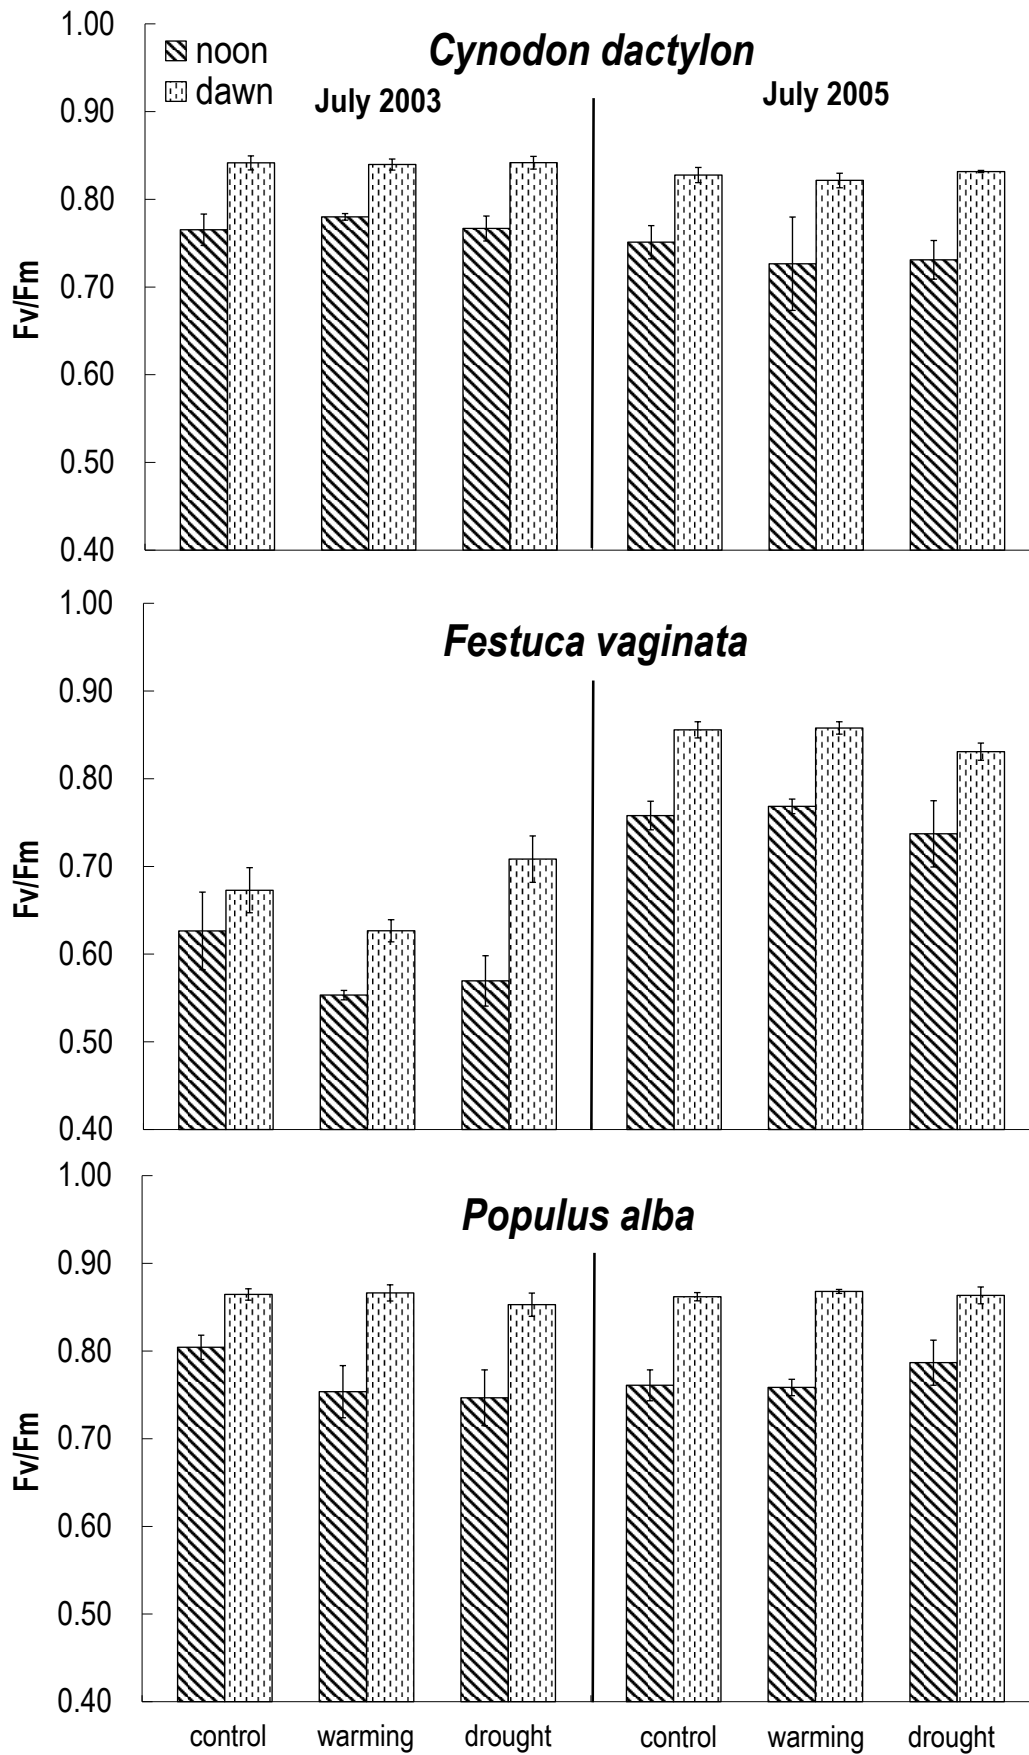 1.00
noon
Cynodon dactylon
dawn
July 2003
July 2005
0.90
0.80
0.70
0.60
0.50
0.40
Fv/Fm
1.00
Festuca vaginata
0.90
0.80
0.70
0.60
0.50
0.40
Fv/Fm
1.00
Populus alba
0.90
0.80
0.70
0.60
0.50
0.40
Fv/Fm
control warming drought control warming drought